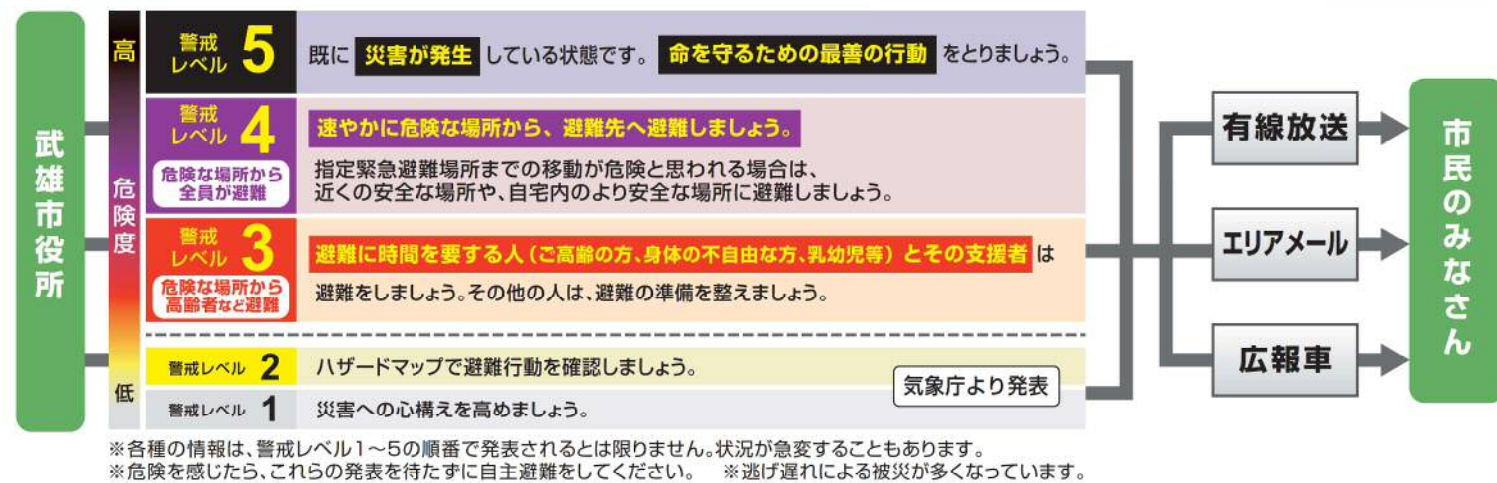 武雄市役所
高
危険度
低
警戒レベル 5
既に 災害が発生 している状態です。 命を守るための最善の行動 をとりましょう。
警戒レベル 4
危険な場所から
全員が避難
速やかに危険な場所から、避難先へ避難しましょう。
指定緊急避難場所までの移動が危険と思われる場合は、
近くの安全な場所や、自宅内のより安全な場所に避難しましょう。
警戒レベル 3
危険な場所から
高齢者など避難
避難に時間を要する人（ご高齢の方、身体の不自由な方、乳幼児等）とその支援者 は
避難をしましょう。その他の人は、避難の準備を整えましょう。
警戒レベル 2
ハザードマップで避難行動を確認しましょう。
警戒レベル 1
災害への心構えを高めましょう。
気象庁より発表
有線放送
エリアメール
広報車
市民のみなさん
※各種の情報は、警戒レベル1～5の順番で発表されるとは限りません。状況が急変することもあります。
※危険を感じたら、これらの発表を待たずに自主避難をしてください。 ※逃げ遅れによる被災が多くなっています。